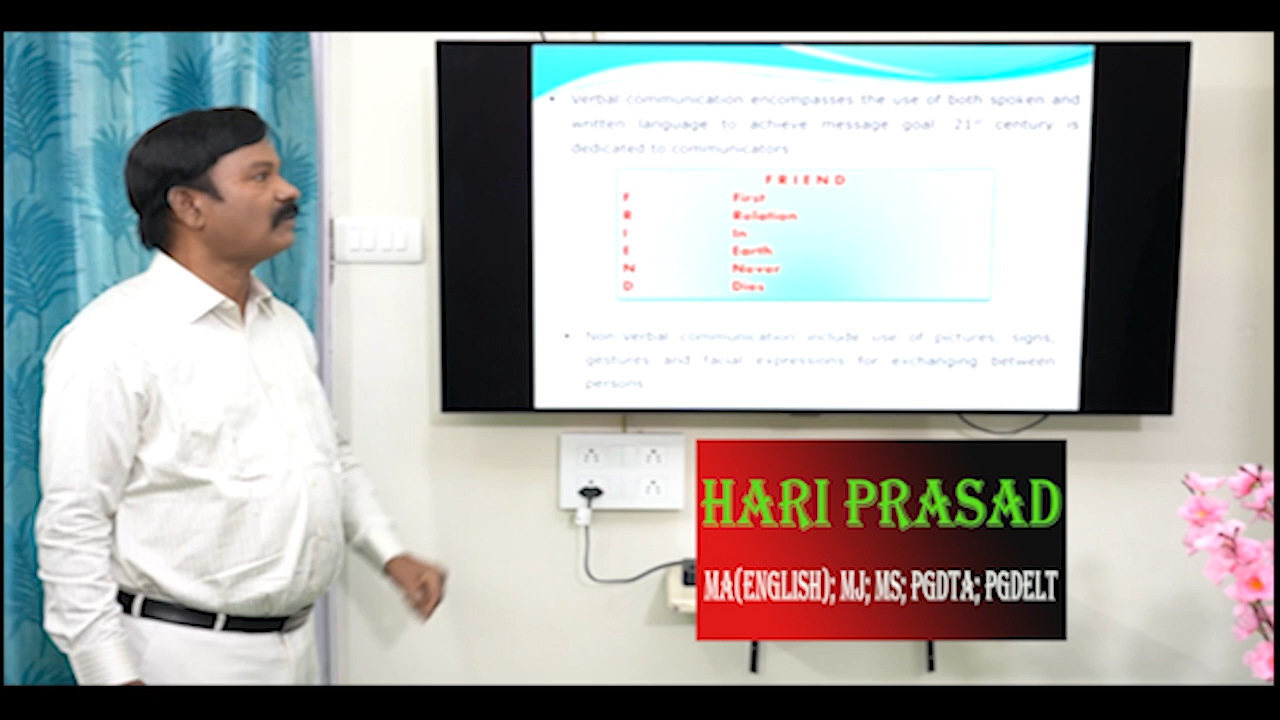 • Verbal communication encompasses the use of both spoken and
written language to achieve message goal. 21st century is
dedicated to communicators
FRIEND
F First
R Relation
I In
E Earth
N Never
D Dies
• Non verbal communication include use of pictures, signs,
gestures and facial expressions for exchanging between
persons
HARI PRASAD
MA(ENGLISH); MJ; MS; PGDTA; PGDELT